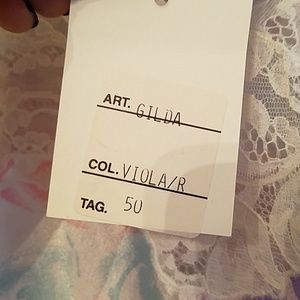 ART. GILDA
COL. VIOLA/R
TAG. 50